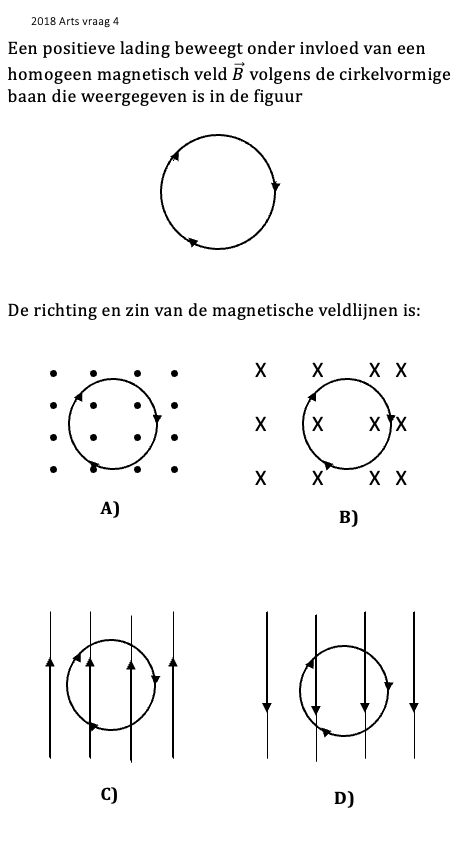 2018 Arts vraag 4
Een positieve lading beweegt onder invloed van een
homogeen magnetisch veld B⃗ volgens de cirkelvormige
baan die weergegeven is in de figuur
De richting en zin van de magnetische veldlijnen is:
X X X X
X X X X
X X X X
A)
B)
C)
D)